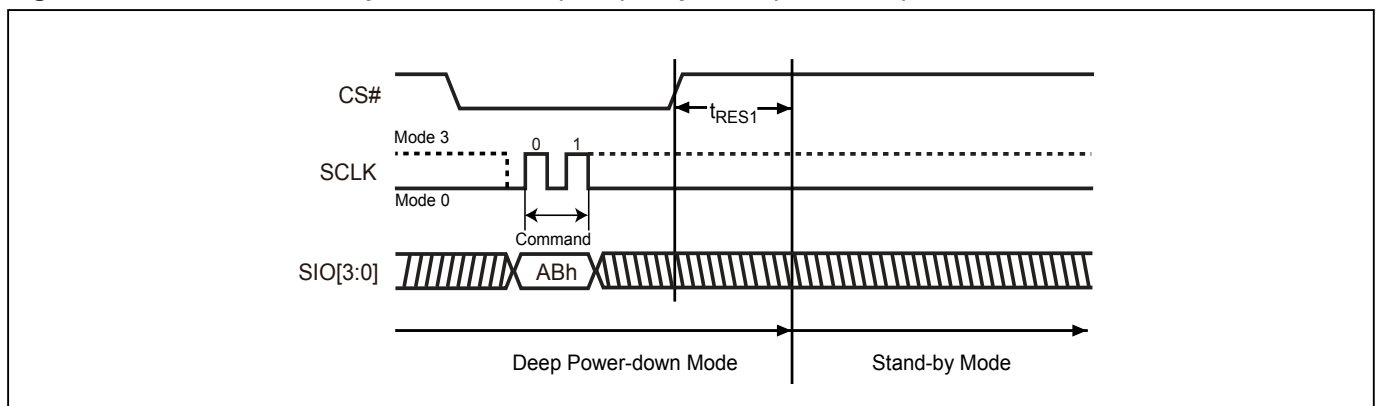 CS#
tRES1
Mode 3
0 1
SCLK
Mode 0
Command
SIO[3:0]
ABh
Deep Power-down Mode
Stand-by Mode